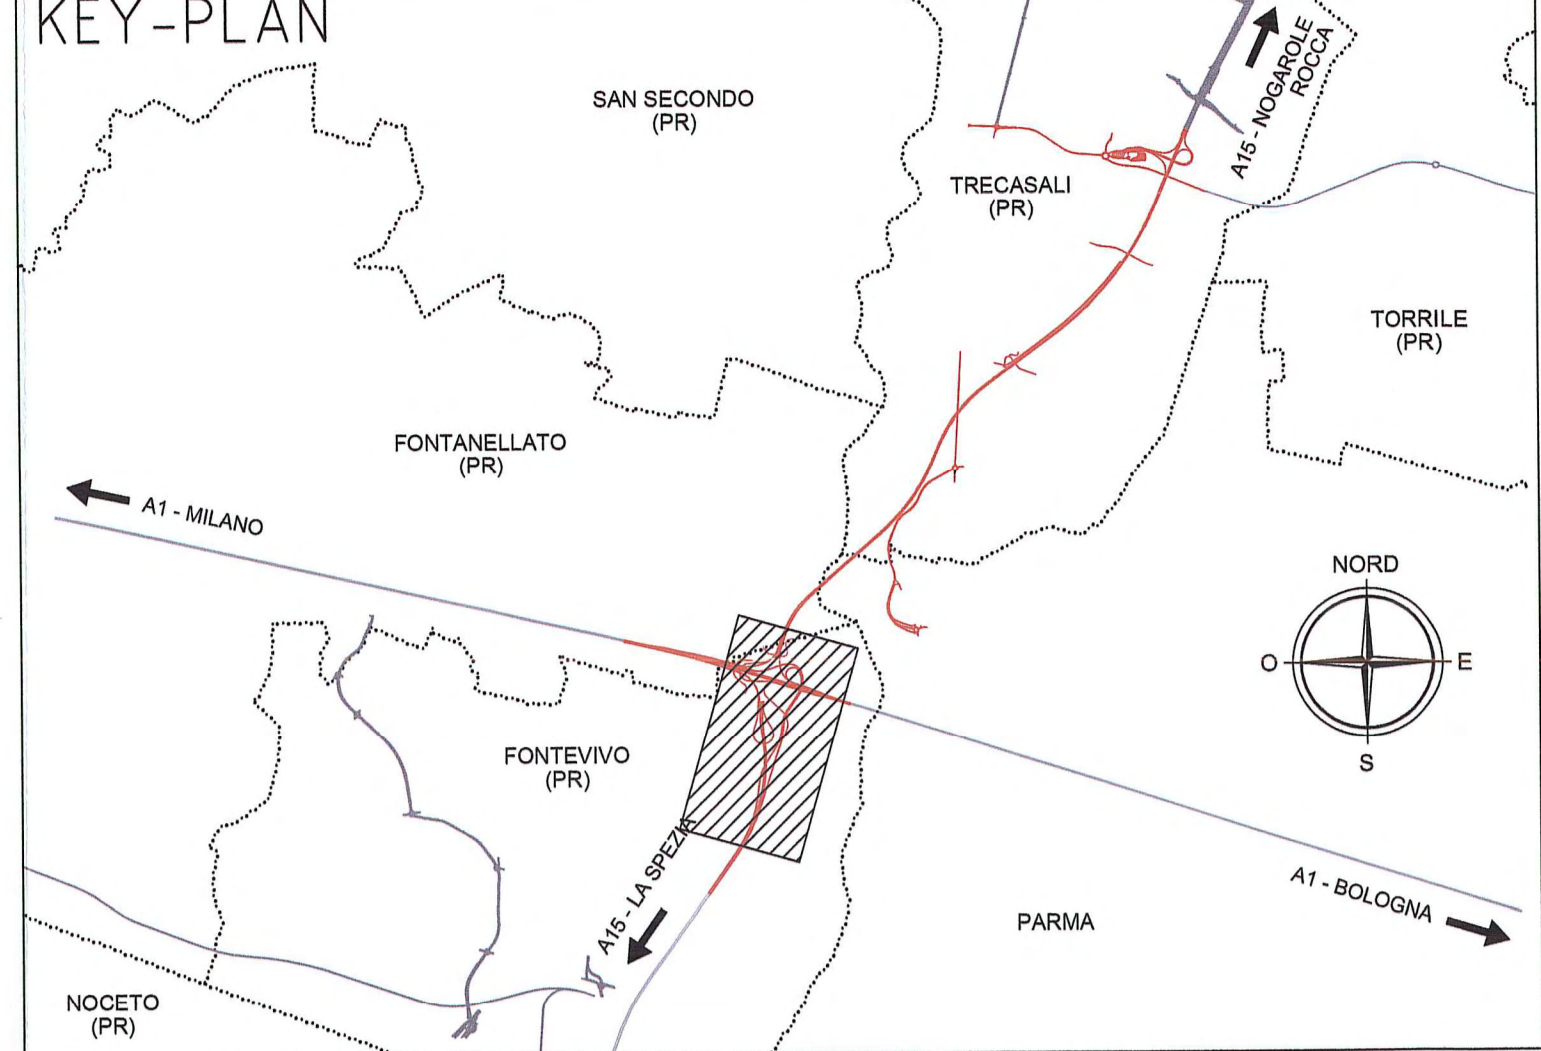 KEY-PLAN
SAN SECONDO
(PR)
A15 - NOGAROLE
ROCCA
TRECASALI
(PR)
TORRILE
(PR)
FONTANELLATO
(PR)
A1 - MILANO
NORD
O
E
S
FONTEVIVO
(PR)
A15 - LA SPEZIA
A1 - BOLOGNA
PARMA
NOCETO
(PR)